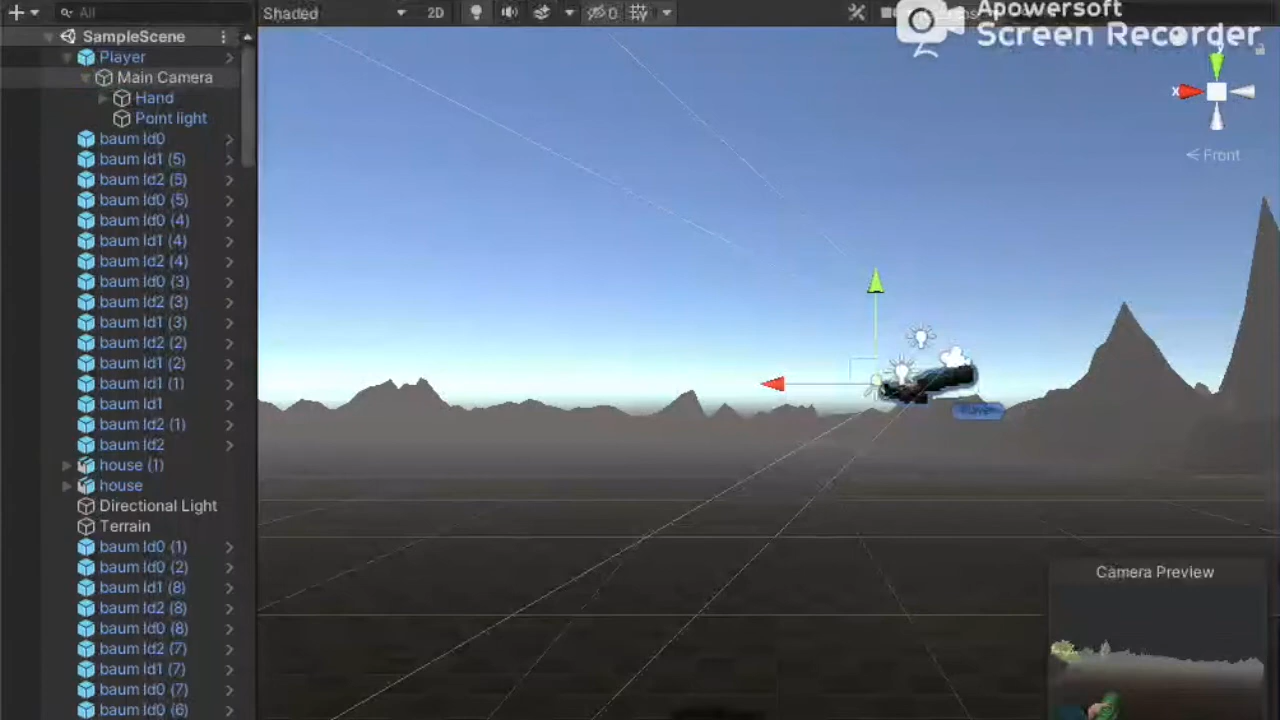 All
Shaded
2D
0
Apowersoft
Screen Recorder
SampleScene
Player
Main Camera
Hand
Point light
baum ld0
baum ld1 (5)
baum ld2 (5)
baum ld0 (5)
baum ld0 (4)
baum ld1 (4)
baum ld2 (4)
baum ld0 (3)
baum ld2 (3)
baum ld1 (3)
baum ld2 (2)
baum ld1 (2)
baum ld1 (1)
baum ld1
baum ld2 (1)
baum ld2
house (1)
house
Directional Light
Terrain
baum ld0 (1)
baum ld0 (2)
baum ld1 (8)
baum ld2 (8)
baum ld0 (8)
baum ld2 (7)
baum ld1 (7)
baum ld0 (7)
baum ld0 (6)
x
Front
Camera Preview